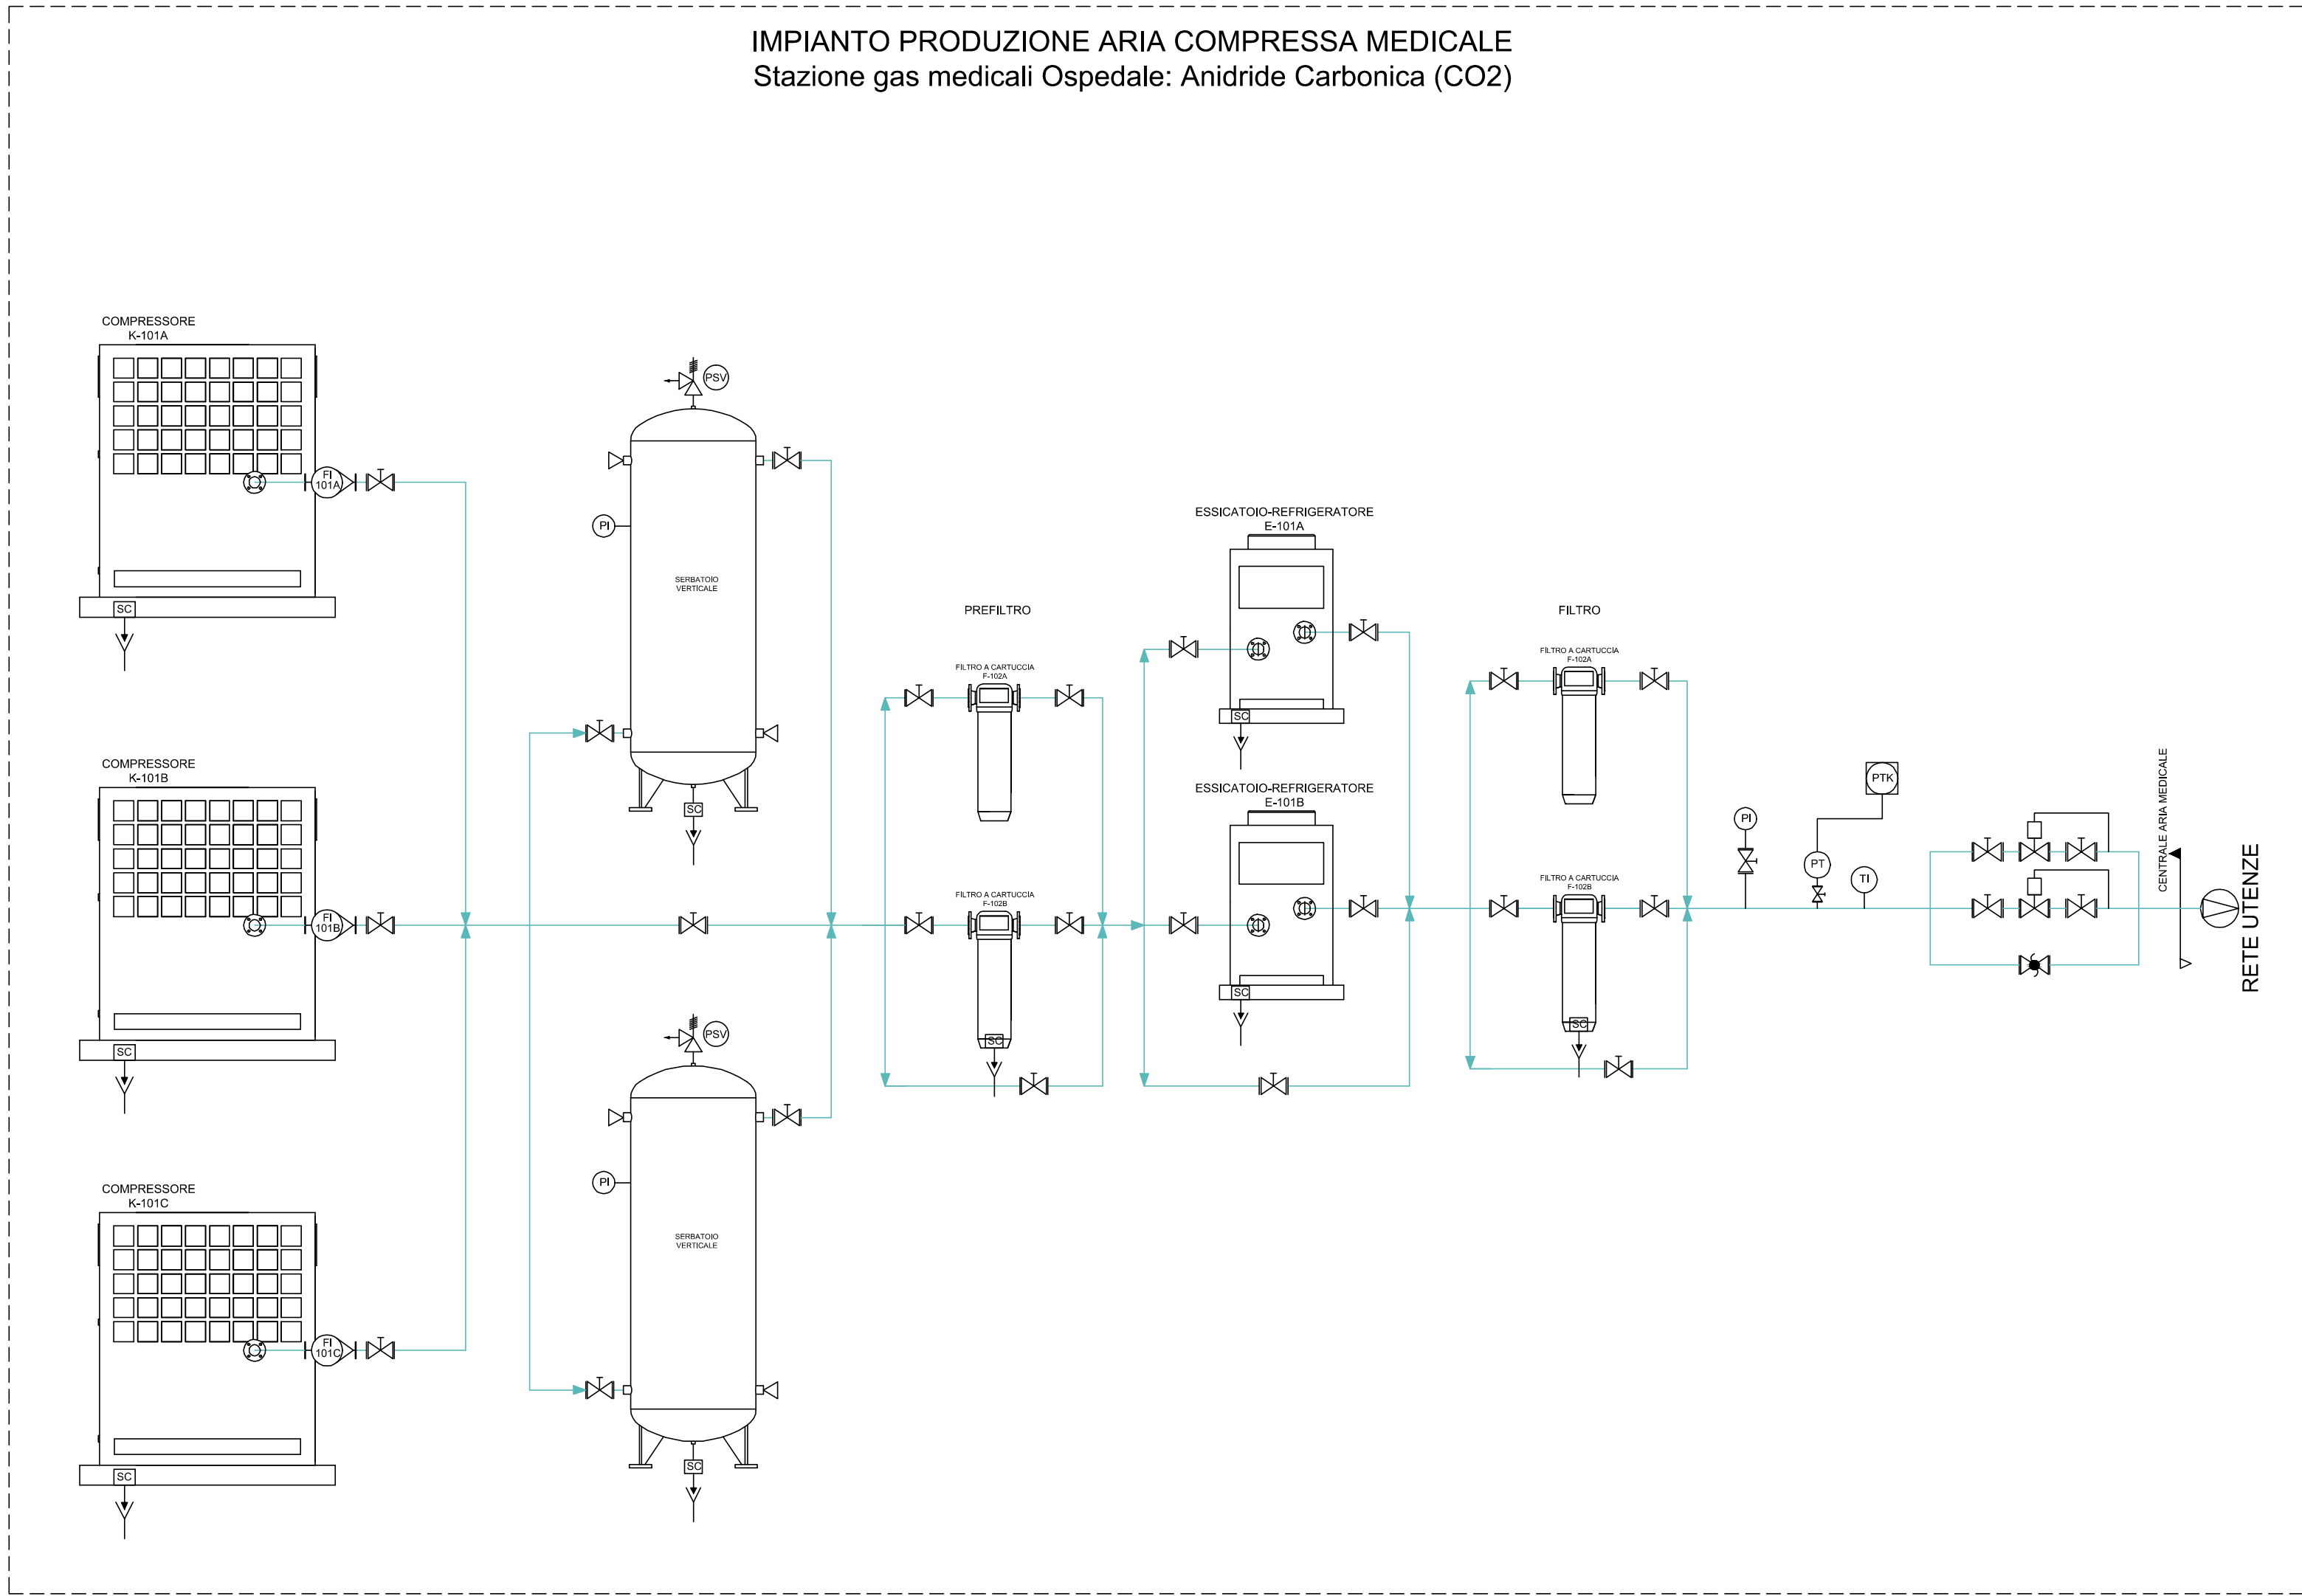 IMPIANTO PRODUZIONE ARIA COMPRESSA MEDICALE
Stazione gas medicali Ospedale: Anidride Carbonica (CO2)
COMPRESSORE
K-101A
FI
101A
SC
COMPRESSORE
K-101B
FI
101B
SC
COMPRESSORE
K-101C
FI
101C
SC
PSV
PI
SERBATOIO
VERTICALE
SC
PSV
PI
SERBATOIO
VERTICALE
SC
PREFILTRO
FILTRO A CARTUCCIA
F-102A
FILTRO A CARTUCCIA
F-102B
SC
ESSICATOIO-REFRIGERATORE
E-101A
SC
ESSICATOIO-REFRIGERATORE
E-101B
SC
FILTRO
FILTRO A CARTUCCIA
F-102A
FILTRO A CARTUCCIA
F-102B
SC
PI
PT
PTK
TI
CENTRALE ARIA MEDICALE
RETE UTENZE